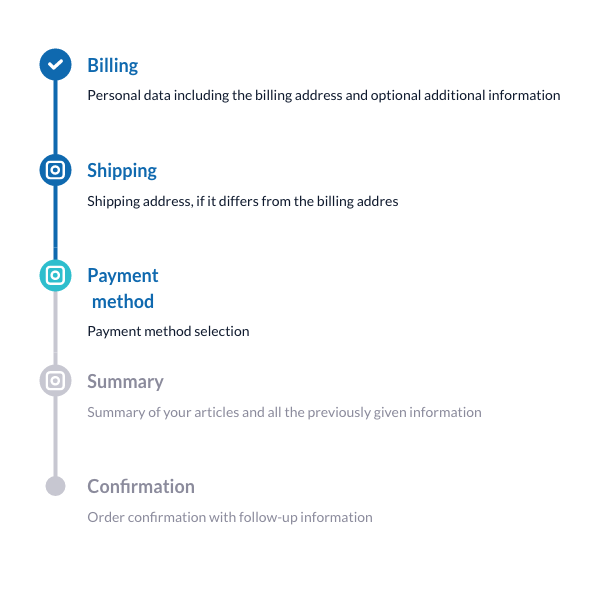 Billing
Personal data including the billing address and optional additional information
Shipping
Shipping address, if it differs from the billing addres
Payment
method
Payment method selection
Summary
Summary of your articles and all the previously given information
Confirmation
Order confirmation with follow-up information